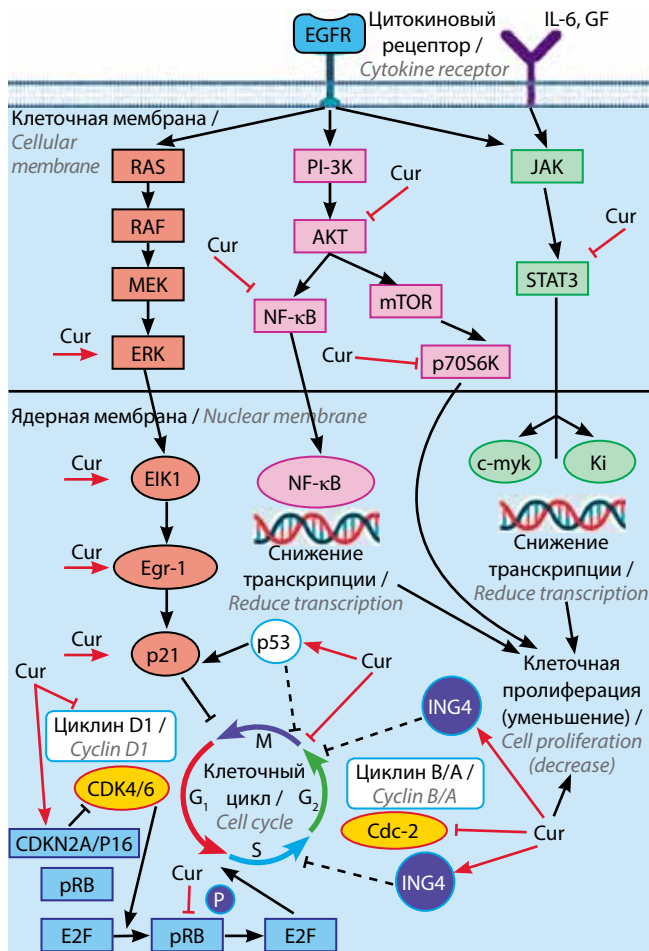 EGFR
Цитокиновый
рецептор /
Cytokine receptor
IL-6, GF
Клеточная мембрана /
Cellular
membrane
RAS
PI-3K
JAK
Cur
RAF
AKT
Cur
Cur
MEK
mTOR
STAT3
NF-κB
Cur
ERK
Cur
p70S6K
Ядерная мембрана / Nuclear membrane
Cur
EIK1
NF-κB
c-myk
Ki
Снижение
транскрипции /
Reduce transcription
Снижение
транскрипции /
Reduce transcription
Cur
Egr-1
Cur
p21
p53
Cur
Клеточная
пролиферация
(уменьшение) /
Cell proliferation
(decrease)
Cur
Циклин D1 /
Cyclin D1
CDK4/6
CDKN2A/P16
pRB
M
G1
Клеточный
цикл /
Cell cycle
G2
S
ING4
Циклин B/A /
Cyclin B/A
Cdc-2
Cur
ING4
Cur
P
E2F
pRB
E2F